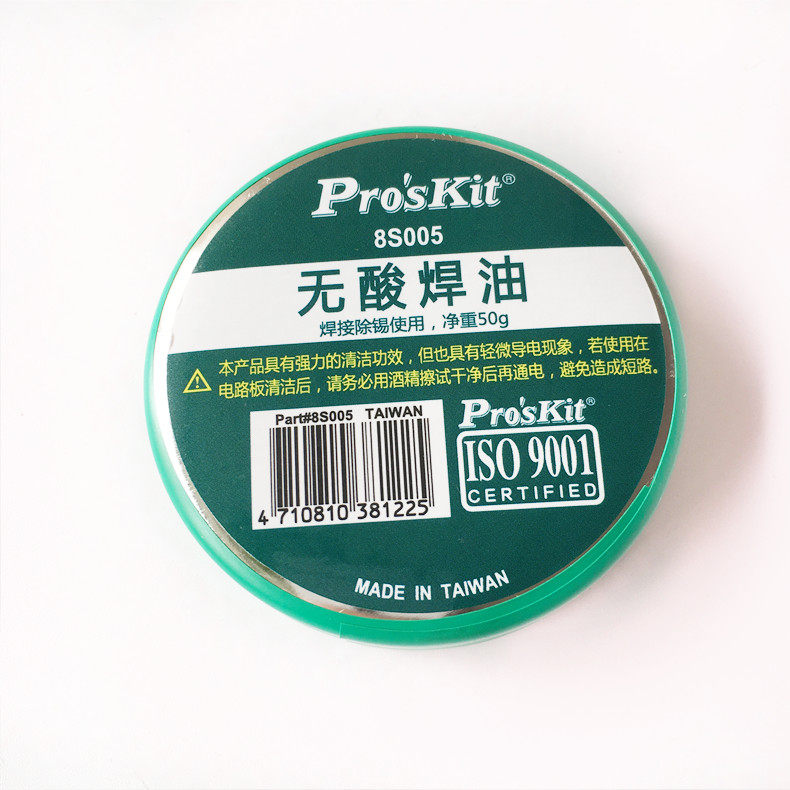 Pro'sKit®
8S005
无酸焊油
焊接除锡使用，净重50g
本产品具有强力的清洁功效，但也具有轻微导电现象，若使用在
电路板清洁后，请务必用酒精擦试干净后再通电，避免造成短路。
Part#8S005 TAIWAN
4 710810 381225
Pro'sKit®
ISO 9001
CERTIFIED
MADE IN TAIWAN